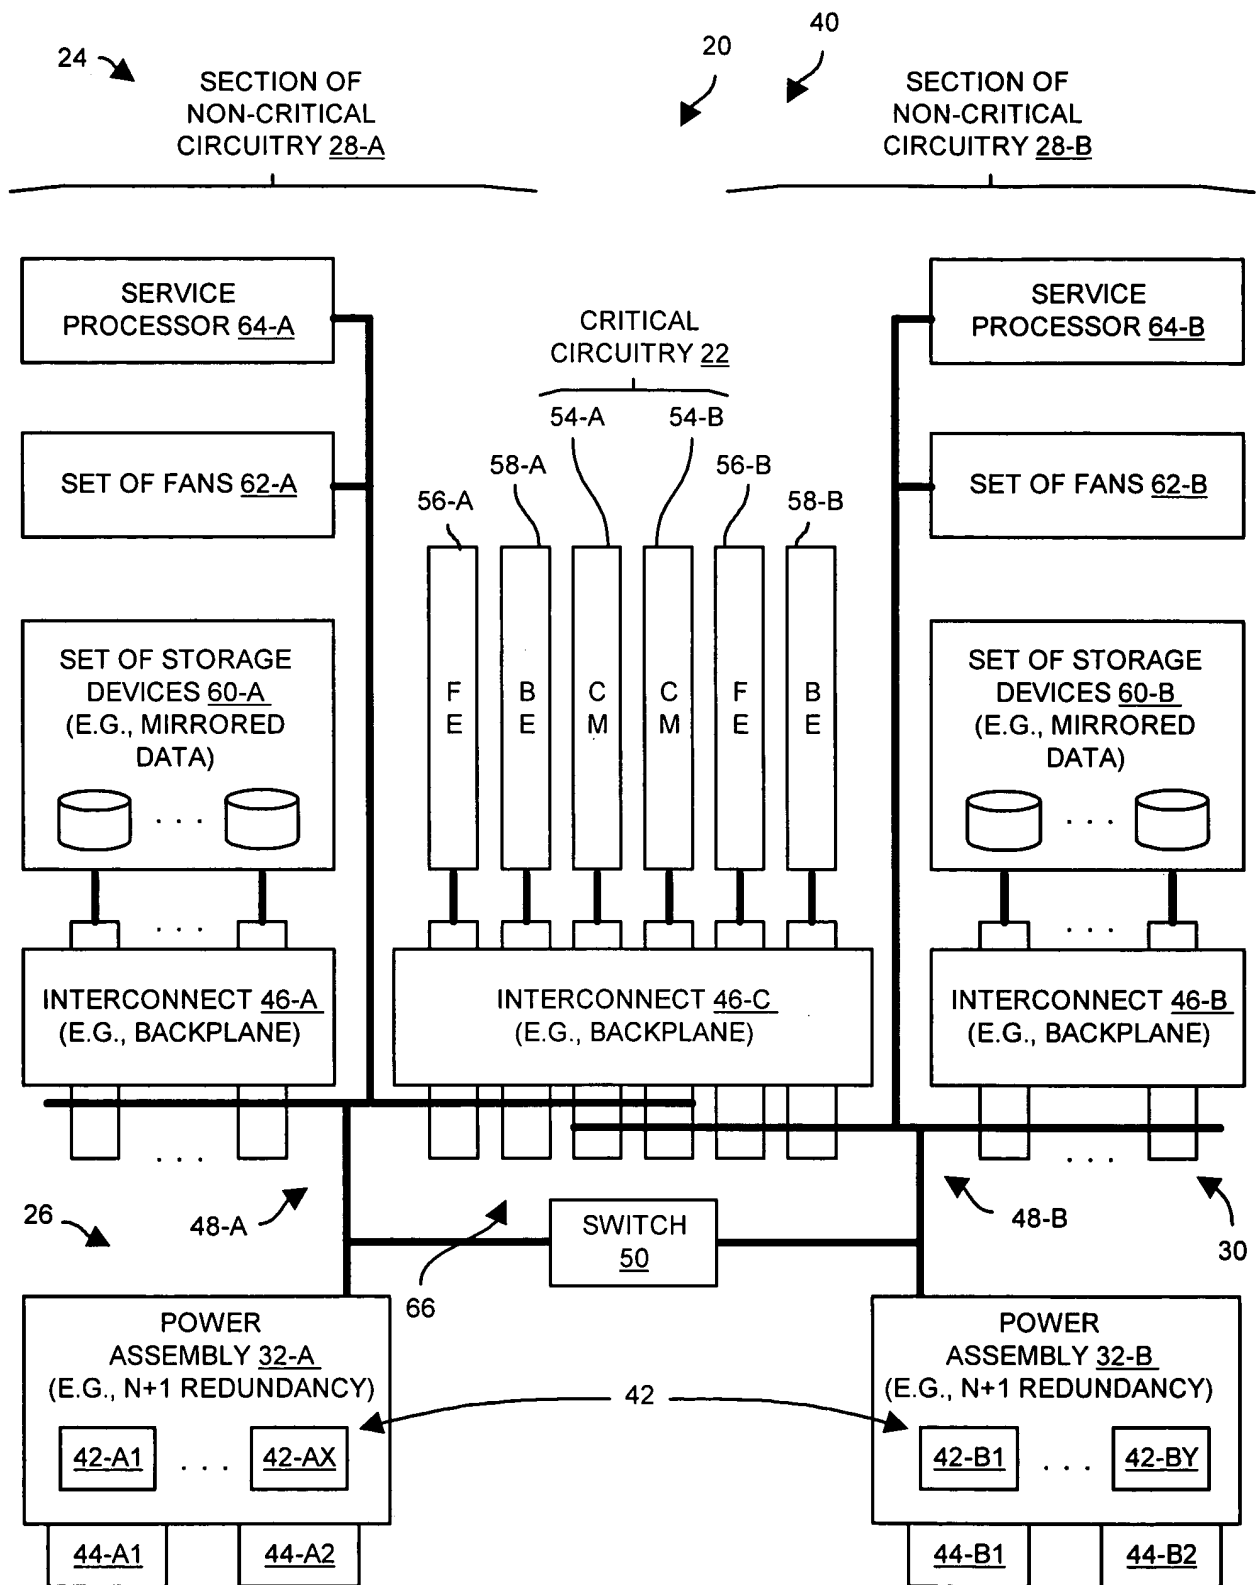 24
20
40
SECTION OF
NON-CRITICAL
CIRCUITRY 28-A
SECTION OF
NON-CRITICAL
CIRCUITRY 28-B
SERVICE
PROCESSOR 64-A
SERVICE
PROCESSOR 64-B
CRITICAL
CIRCUITRY 22
54-A
54-B
SET OF FANS 62-A
58-A
56-B
SET OF FANS 62-B
56-A
58-B
SET OF STORAGE
DEVICES 60-A
(E.G., MIRRORED
DATA)
. . .
F
E
B
E
C
M
C
M
F
E
B
E
SET OF STORAGE
DEVICES 60-B
(E.G., MIRRORED
DATA)
. . .
. . .
. . .
INTERCONNECT 46-A
(E.G., BACKPLANE)
INTERCONNECT 46-C
(E.G., BACKPLANE)
INTERCONNECT 46-B
(E.G., BACKPLANE)
. . .
. . .
26
48-A
SWITCH
50
48-B
30
66
POWER
ASSEMBLY 32-A
(E.G., N+1 REDUNDANCY)
42
POWER
ASSEMBLY 32-B
(E.G., N+1 REDUNDANCY)
42-A1 . . . 42-AX
42-B1 . . . 42-BY
44-A1
44-A2
44-B1
44-B2